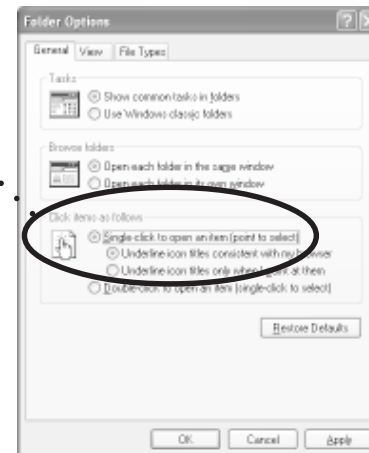 Folder Options
General View File Types
Tasks
Show common tasks in folders
Use Windows classic folders
Browse folders
Open each folder in the same window
Open each folder in its own window
Click items as follows
Single-click to open an item (point to select)
Underline icon titles consistent with my browser
Underline icon titles only when I point at them
Double-click to open an item (single-click to select)
Restore Defaults
OK Cancel Apply